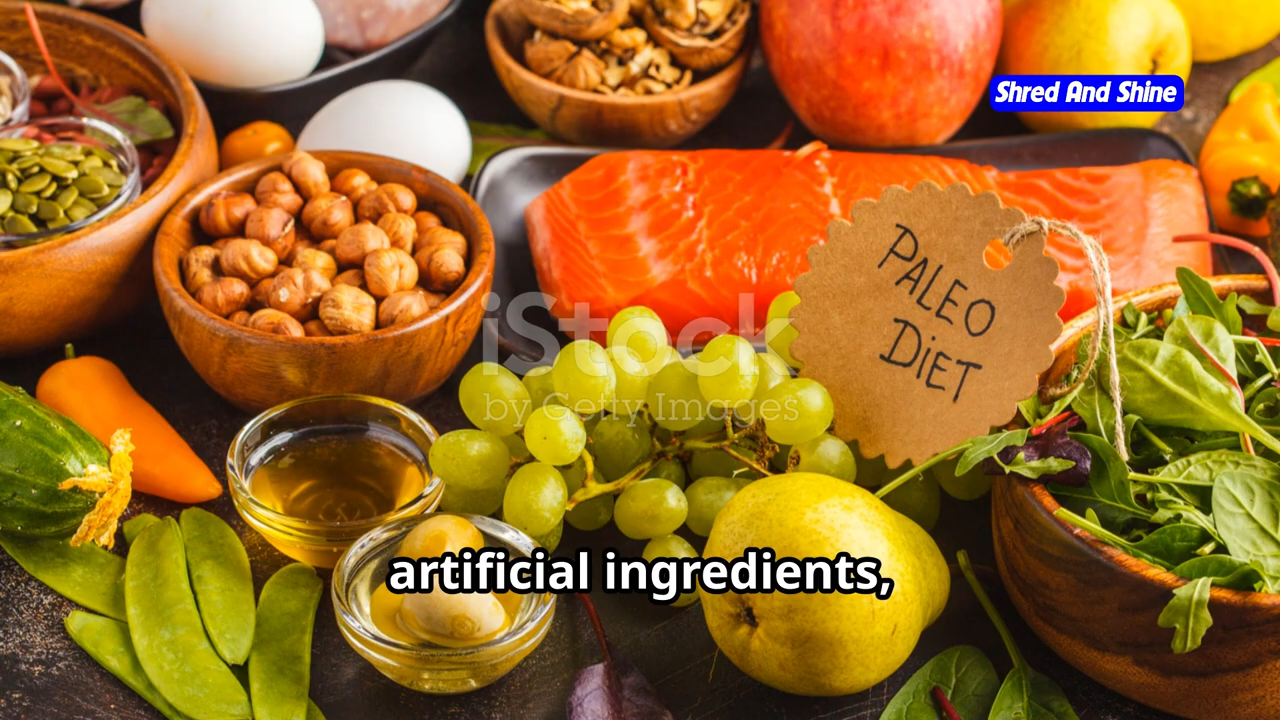 Shred And Shine
PALEO
DIET
iStock
by Getty Images
artificial ingredients,